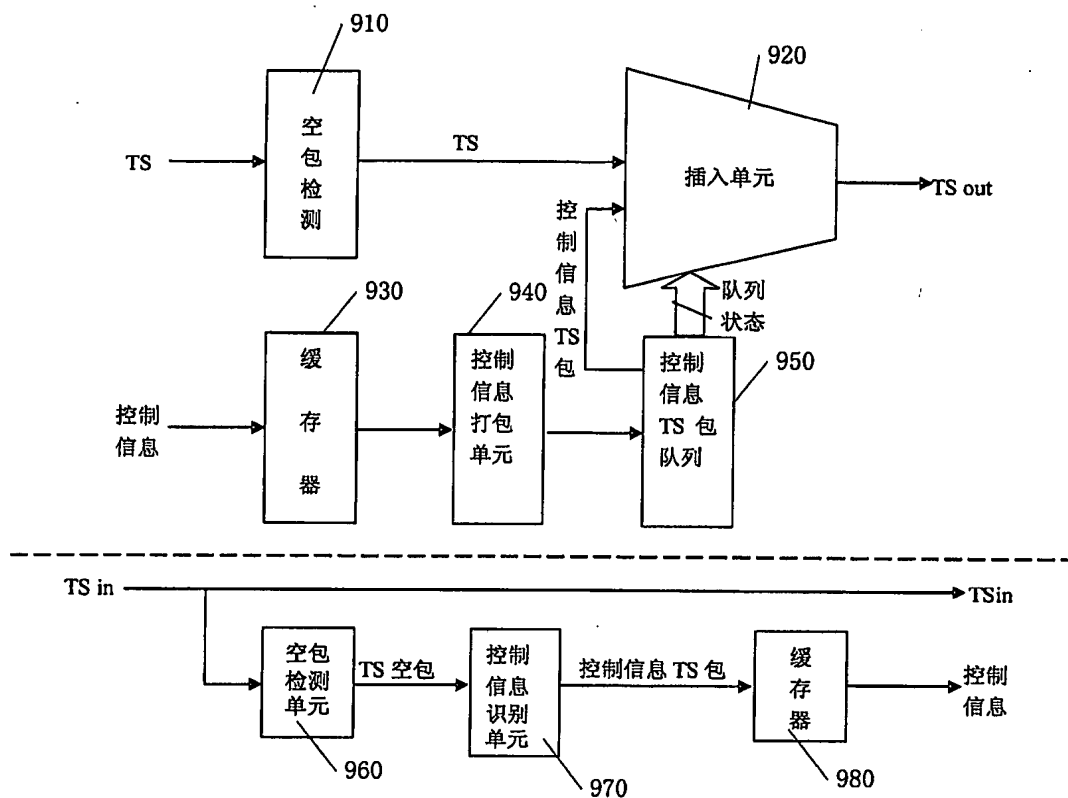 910
920
空
包
检
测
TS
TS
插入单元
TS out
控
制
信
息
TS
包
队列
状态
930
940
950
缓
存
器
控制
信息
打包
单元
控制
信息
TS 包
队列
控制
信息
TS in
TSin
空包
检测
单元
TS 空包
控制
信息
识别
单元
控制信息 TS 包
缓
存
器
控制
信息
960
970
980